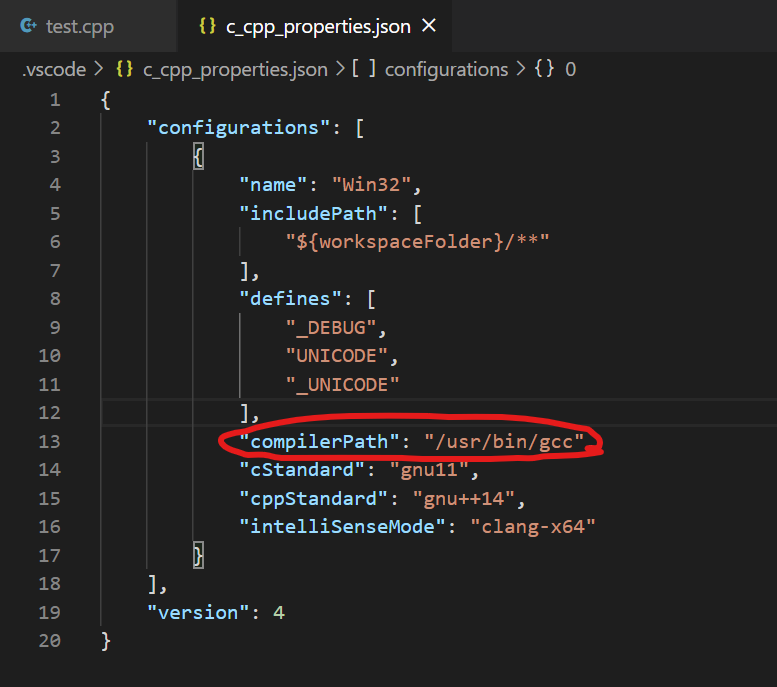 test.cpp
{} c_cpp_properties.json ×
.vscode > {} c_cpp_properties.json > [ ] configurations > {} 0
1 {
2 "configurations": [
3 {
4 "name": "Win32",
5 "includePath": [
6 "${workspaceFolder}/**"
7 ],
8 "defines": [
9 "_DEBUG",
10 "UNICODE",
11 "_UNICODE"
12 ],
13 "compilerPath": "/usr/bin/gcc",
14 "cStandard": "gnu11",
15 "cppStandard": "gnu++14",
16 "intelliSenseMode": "clang-x64"
17 }
18 ],
19 "version": 4
20 }